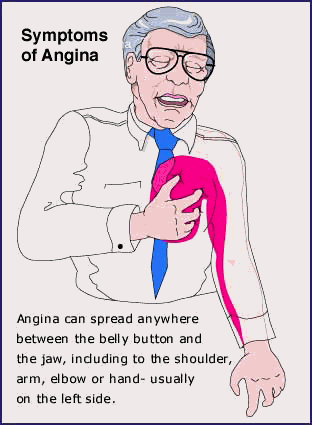 Symptoms
of Angina
Angina can spread anywhere
between the belly button and
the jaw, including to the shoulder,
arm, elbow or hand- usually
on the left side.